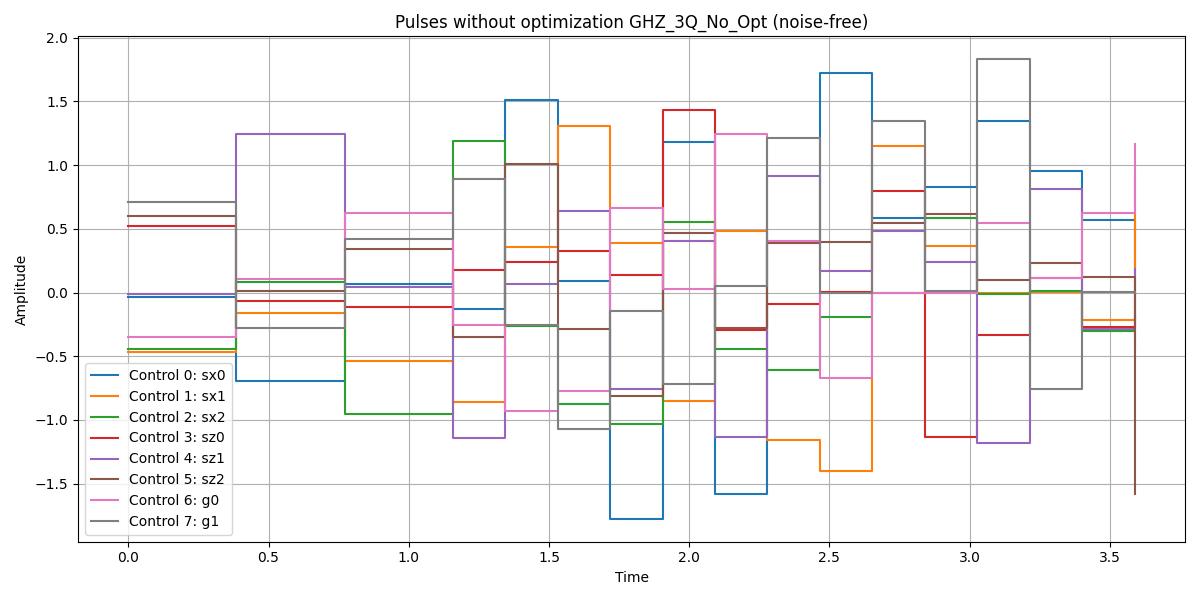 Pulses without optimization GHZ_3Q_No_Opt (noise-free)
Amplitude
2.0
1.5
1.0
0.5
0.0
−0.5
−1.0
−1.5
Control 0: sx0
Control 1: sx1
Control 2: sx2
Control 3: sz0
Control 4: sz1
Control 5: sz2
Control 6: g0
Control 7: g1
0.0 0.5 1.0 1.5 2.0 2.5 3.0 3.5
Time